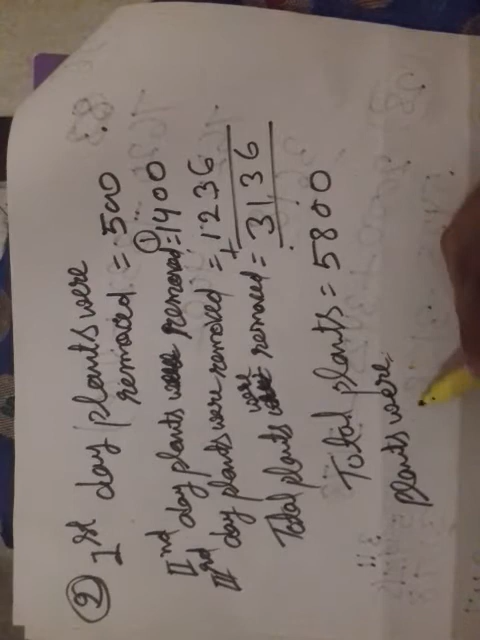 ② 1st day plants were
removed = 500
IInd day plants were removed = 1400
IIInd day plants were removed = 1236
+
Total plants were removed = 3136
Total plants = 5800
plants were